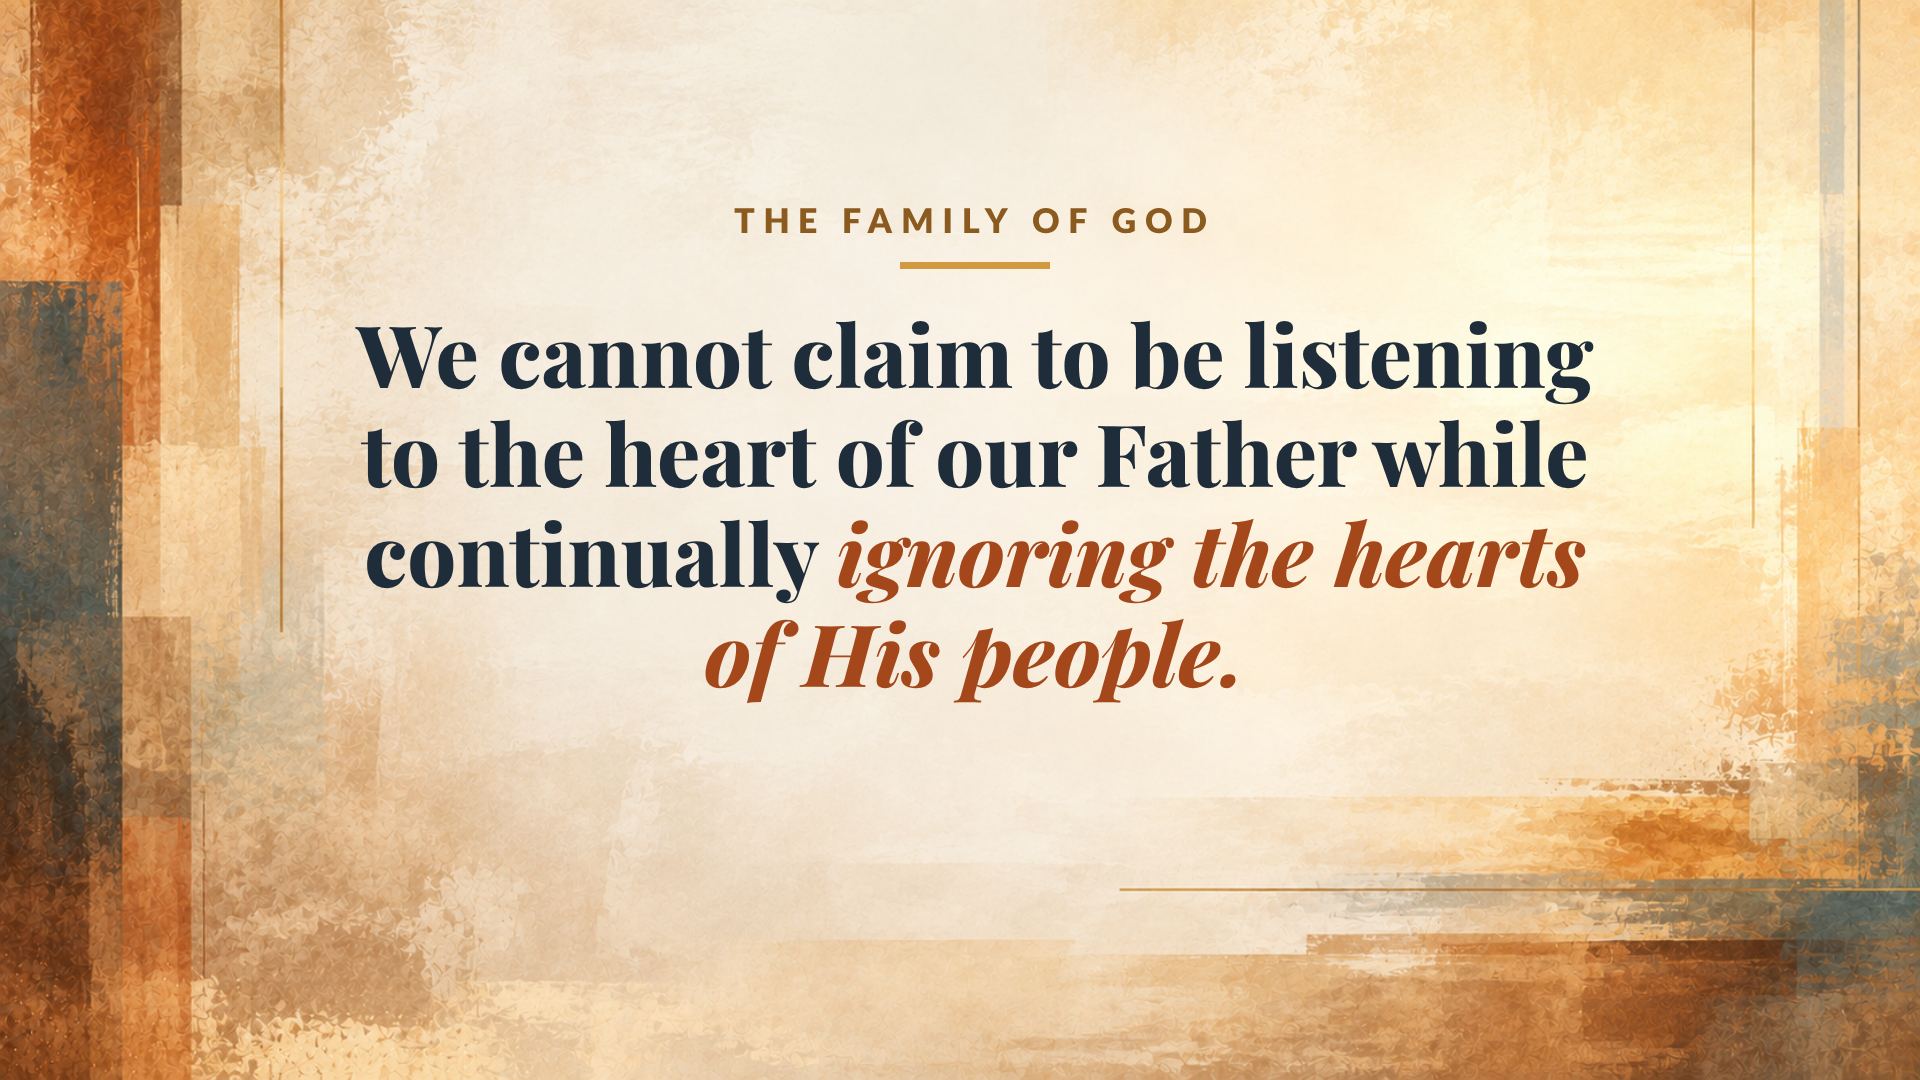 THE FAMILY OF GOD
We cannot claim to be listening
to the heart of our Father while
continually ignoring the hearts
of His people.